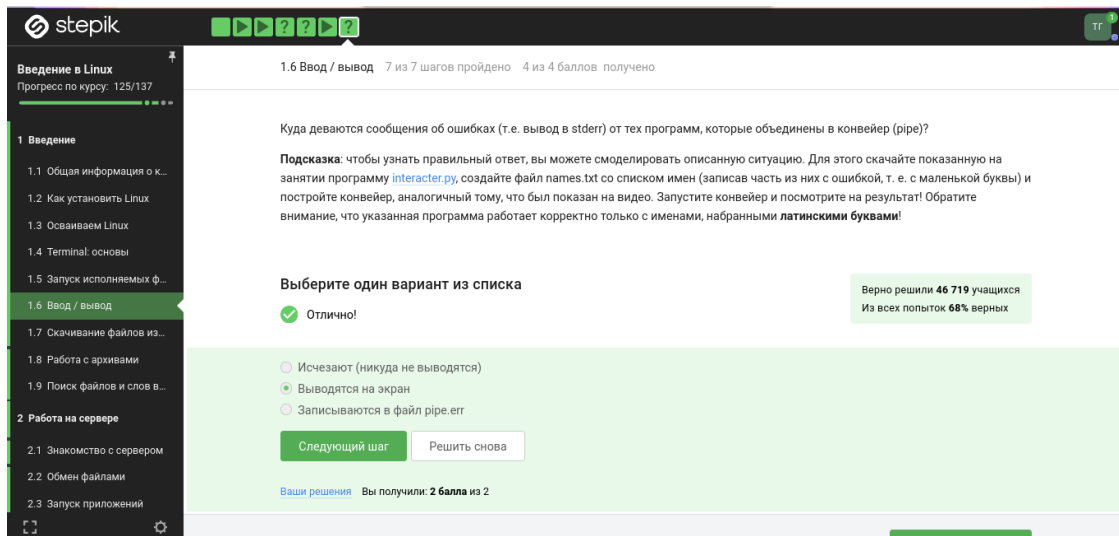 stepik
? ? ?
ТГ
1
Введение в Linux
Прогресс по курсу: 125/137
1 Введение
1.1 Общая информация о к...
1.2 Как установить Linux
1.3 Осваиваем Linux
1.4 Terminal: основы
1.5 Запуск исполняемых ф...
1.6 Ввод / вывод
1.7 Скачивание файлов из...
1.8 Работа с архивами
1.9 Поиск файлов и слов в...
2 Работа на сервере
2.1 Знакомство с сервером
2.2 Обмен файлами
2.3 Запуск приложений
1.6 Ввод / вывод 7 из 7 шагов пройдено 4 из 4 баллов получено
Куда деваются сообщения об ошибках (т.е. вывод в stderr) от тех программ, которые объединены в конвейер (pipe)?
Подсказка: чтобы узнать правильный ответ, вы можете смоделировать описанную ситуацию. Для этого скачайте показанную на
занятии программу interacter.py, создайте файл names.txt со списком имен (записав часть из них с ошибкой, т. е. с маленькой буквы) и
постройте конвейер, аналогичный тому, что был показан на видео. Запустите конвейер и посмотрите на результат! Обратите
внимание, что указанная программа работает корректно только с именами, набранными латинскими буквами!
Выберите один вариант из списка
Отлично!
Верно решили 46 719 учащихся
Из всех попыток 68% верных
Исчезают (никуда не выводятся)
Выводятся на экран
Записываются в файл pipe.err
Следующий шаг Решить снова
Ваши решения Вы получили: 2 балла из 2